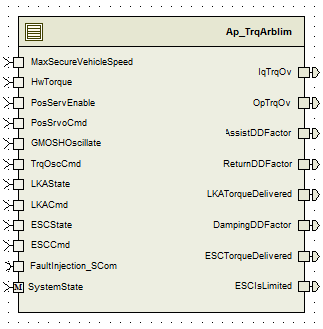 Ap_TrqArblim
MaxSecureVehicleSpeed
HwTorque
PosServEnable
PosSrvoCmd
GMOSHOscillate
TrqOscCmd
LKAState
LKACmd
ESCState
ESCCmd
FaultInjection_SCom
M SystemState
IqTrqOv
OpTrqOv
AssistDDFactor
ReturnDDFactor
LKATorqueDelivered
DampingDDFactor
ESCTorqueDelivered
ESCIsLimited